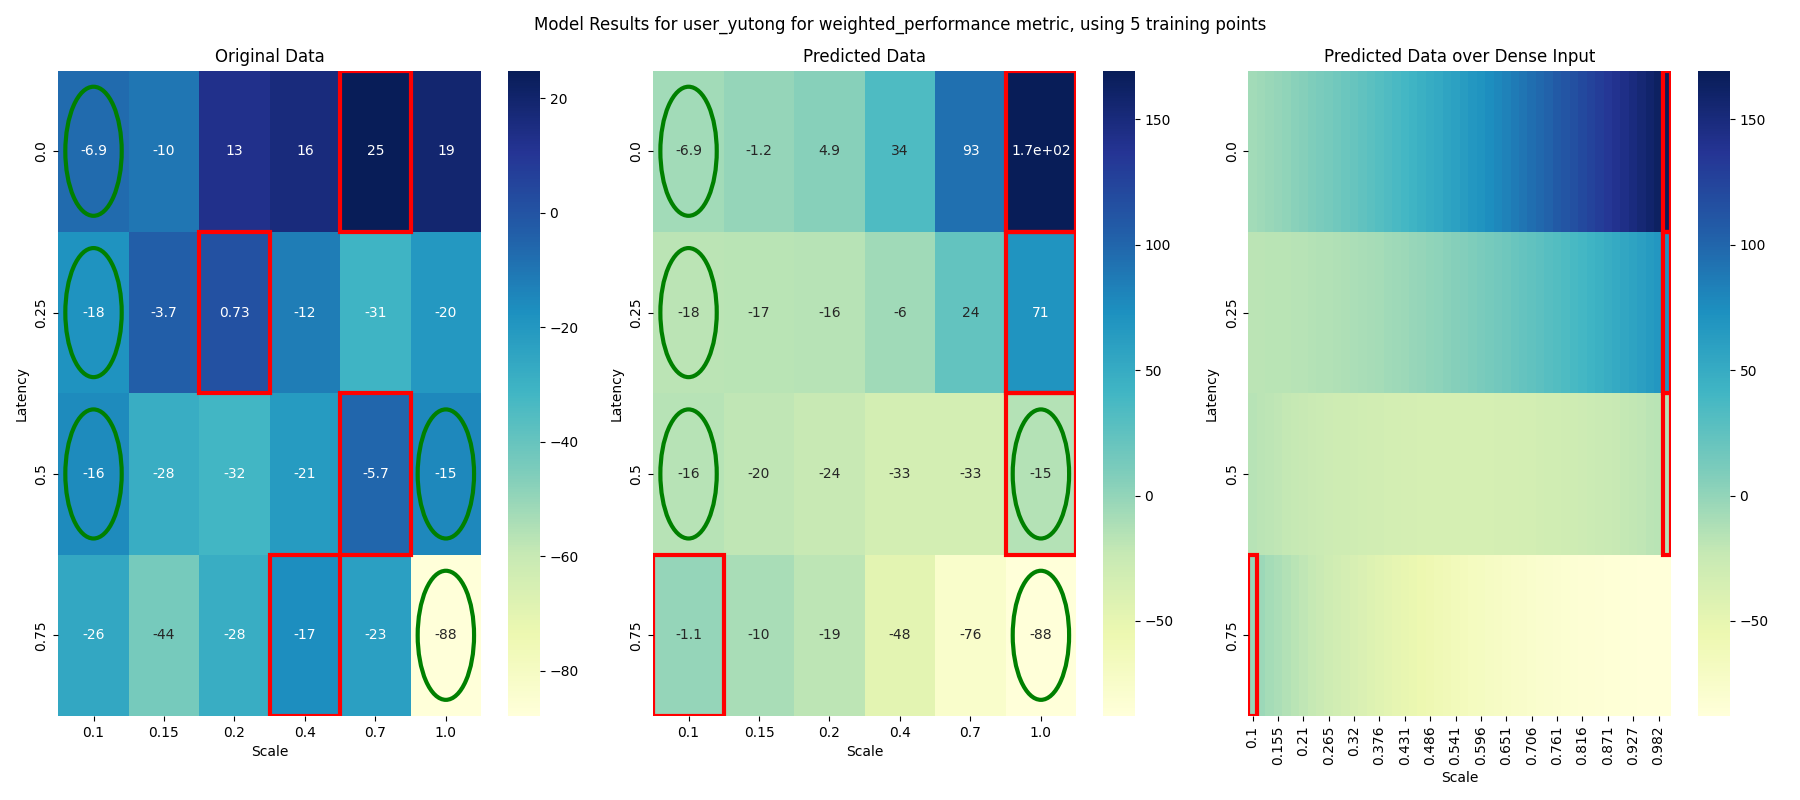 Model Results for user_yutong for weighted_performance metric, using 5 training points
Original Data
0.0 -6.9 -10 13 16 25 19
0.25 -18 -3.7 0.73 -12 -31 -20
0.5 -16 -28 -32 -21 -5.7 -15
0.75 -26 -44 -28 -17 -23 -88
0.1 0.15 0.2 0.4 0.7 1.0
Scale
Latency
20
0
−20
−40
−60
−80
Predicted Data
0.0 -6.9 -1.2 4.9 34 93 1.7e+02
0.25 -18 -17 -16 -6 24 71
0.5 -16 -20 -24 -33 -33 -15
0.75 -1.1 -10 -19 -48 -76 -88
0.1 0.15 0.2 0.4 0.7 1.0
Scale
Latency
150
100
50
0
−50
Predicted Data over Dense Input
0.0
0.25
0.5
0.75
0.1 0.155 0.21 0.265 0.32 0.376 0.431 0.486 0.541 0.596 0.651 0.706 0.761 0.816 0.871 0.927 0.982
Scale
Latency
150
100
50
0
−50